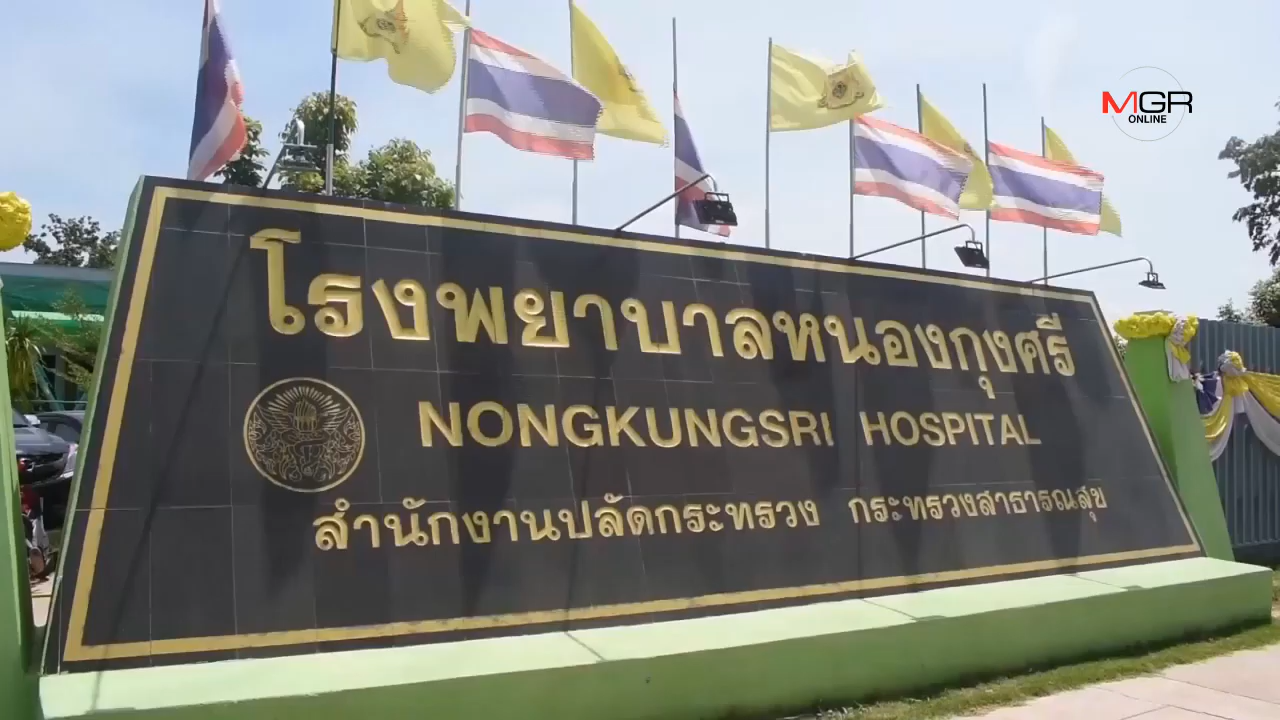 MGR
ONLINE
โรงพยาบาลหนองกุงศรี
NONGKUNGSRI HOSPITAL
สำนักงานปลัดกระทรวง กระทรวงสาธารณสุข